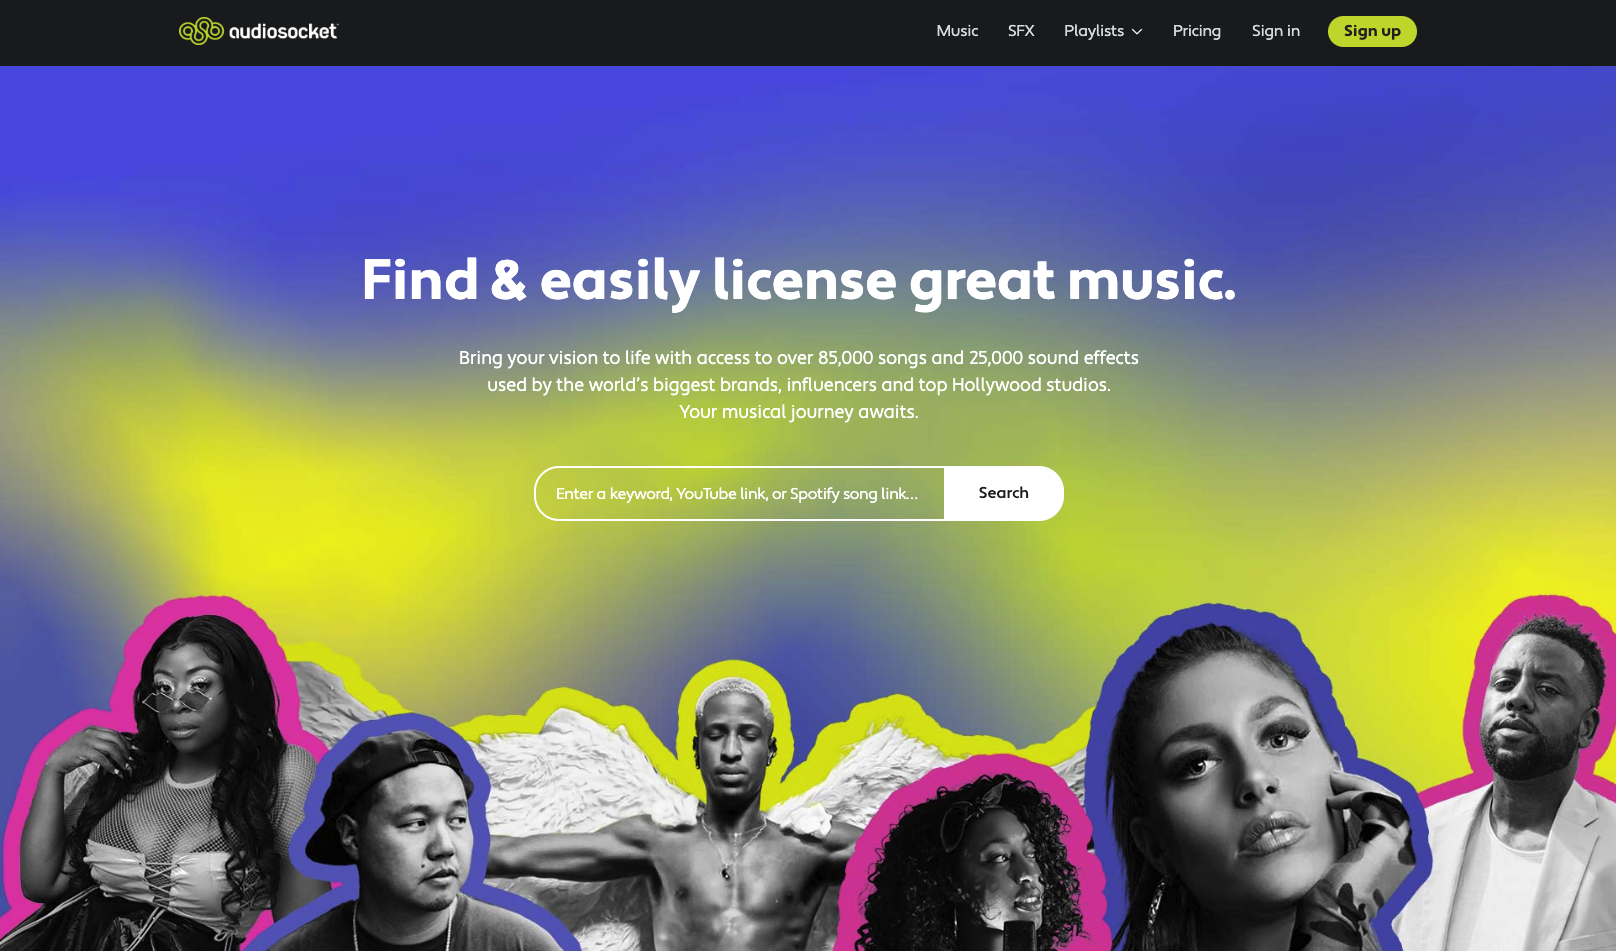 audiosocket
Music
SFX
Playlists
Pricing
Sign in
Sign up
Find & easily license great music.
Bring your vision to life with access to over 85,000 songs and 25,000 sound effects
used by the world's biggest brands, influencers and top Hollywood studios.
Your musical journey awaits.
Enter a keyword, YouTube link, or Spotify song link...
Search